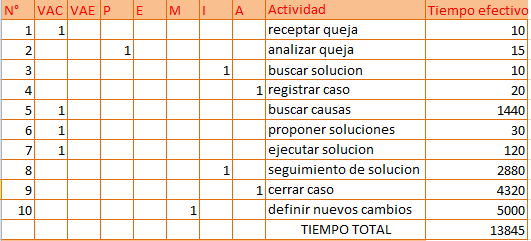 N° VAC VAE P E M I A Actividad Tiempo efectivo
1 1 receptar queja 10
2 1 analizar queja 15
3 1 buscar solucion 10
4 1 registrar caso 20
5 1 buscar causas 1440
6 1 proponer soluciones 30
7 1 ejecutar solucion 120
8 1 seguimiento de solucion 2880
9 1 cerrar caso 4320
10 1 definir nuevos cambios 5000
TIEMPO TOTAL 13845